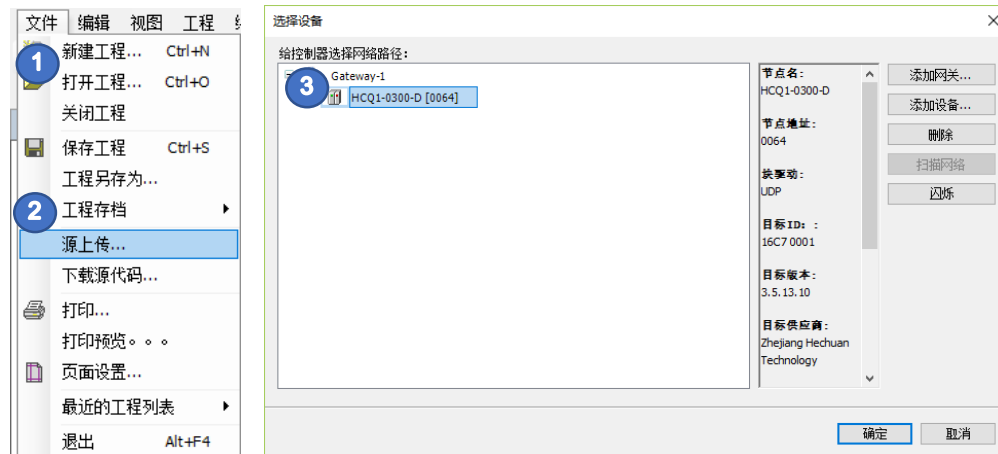 文件 编辑 视图 工程
1
新建工程... Ctrl+N
打开工程... Ctrl+O
关闭工程
保存工程 Ctrl+S
工程另存为...
2
工程存档
源上传...
下载源代码...
打印...
打印预览。。。
页面设置...
最近的工程列表
退出 Alt+F4
选择设备
给控制器选择网络路径:
Gateway-1
3
HCQ1-0300-D [0064]
节点名:
HCQ1-0300-D
节点地址:
0064
块驱动:
UDP
目标ID: :
16C7 0001
目标版本:
3.5.13.10
目标供应商:
Zhejiang Hechuan
Technology
添加网关...
添加设备...
删除
扫描网络
闪烁
确定
取消